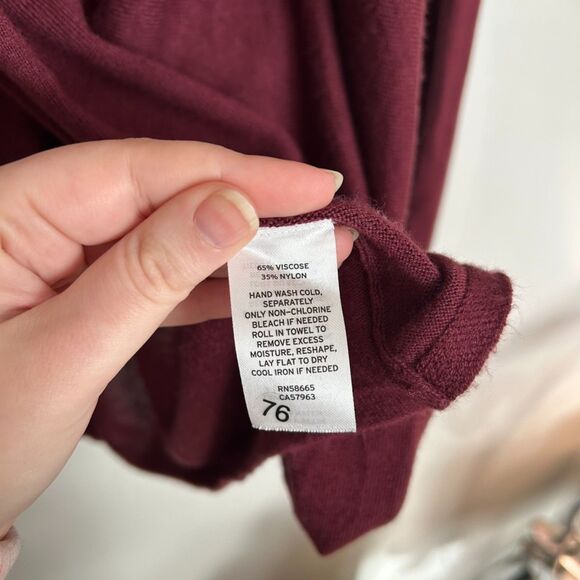 65% VISCOSE
35% NYLON
HAND WASH COLD,
SEPARATELY
ONLY NON-CHLORINE
BLEACH IF NEEDED
ROLL IN TOWEL TO
REMOVE EXCESS
MOISTURE, RESHAPE,
LAY FLAT TO DRY
COOL IRON IF NEEDED
RN58665
CA57963
76